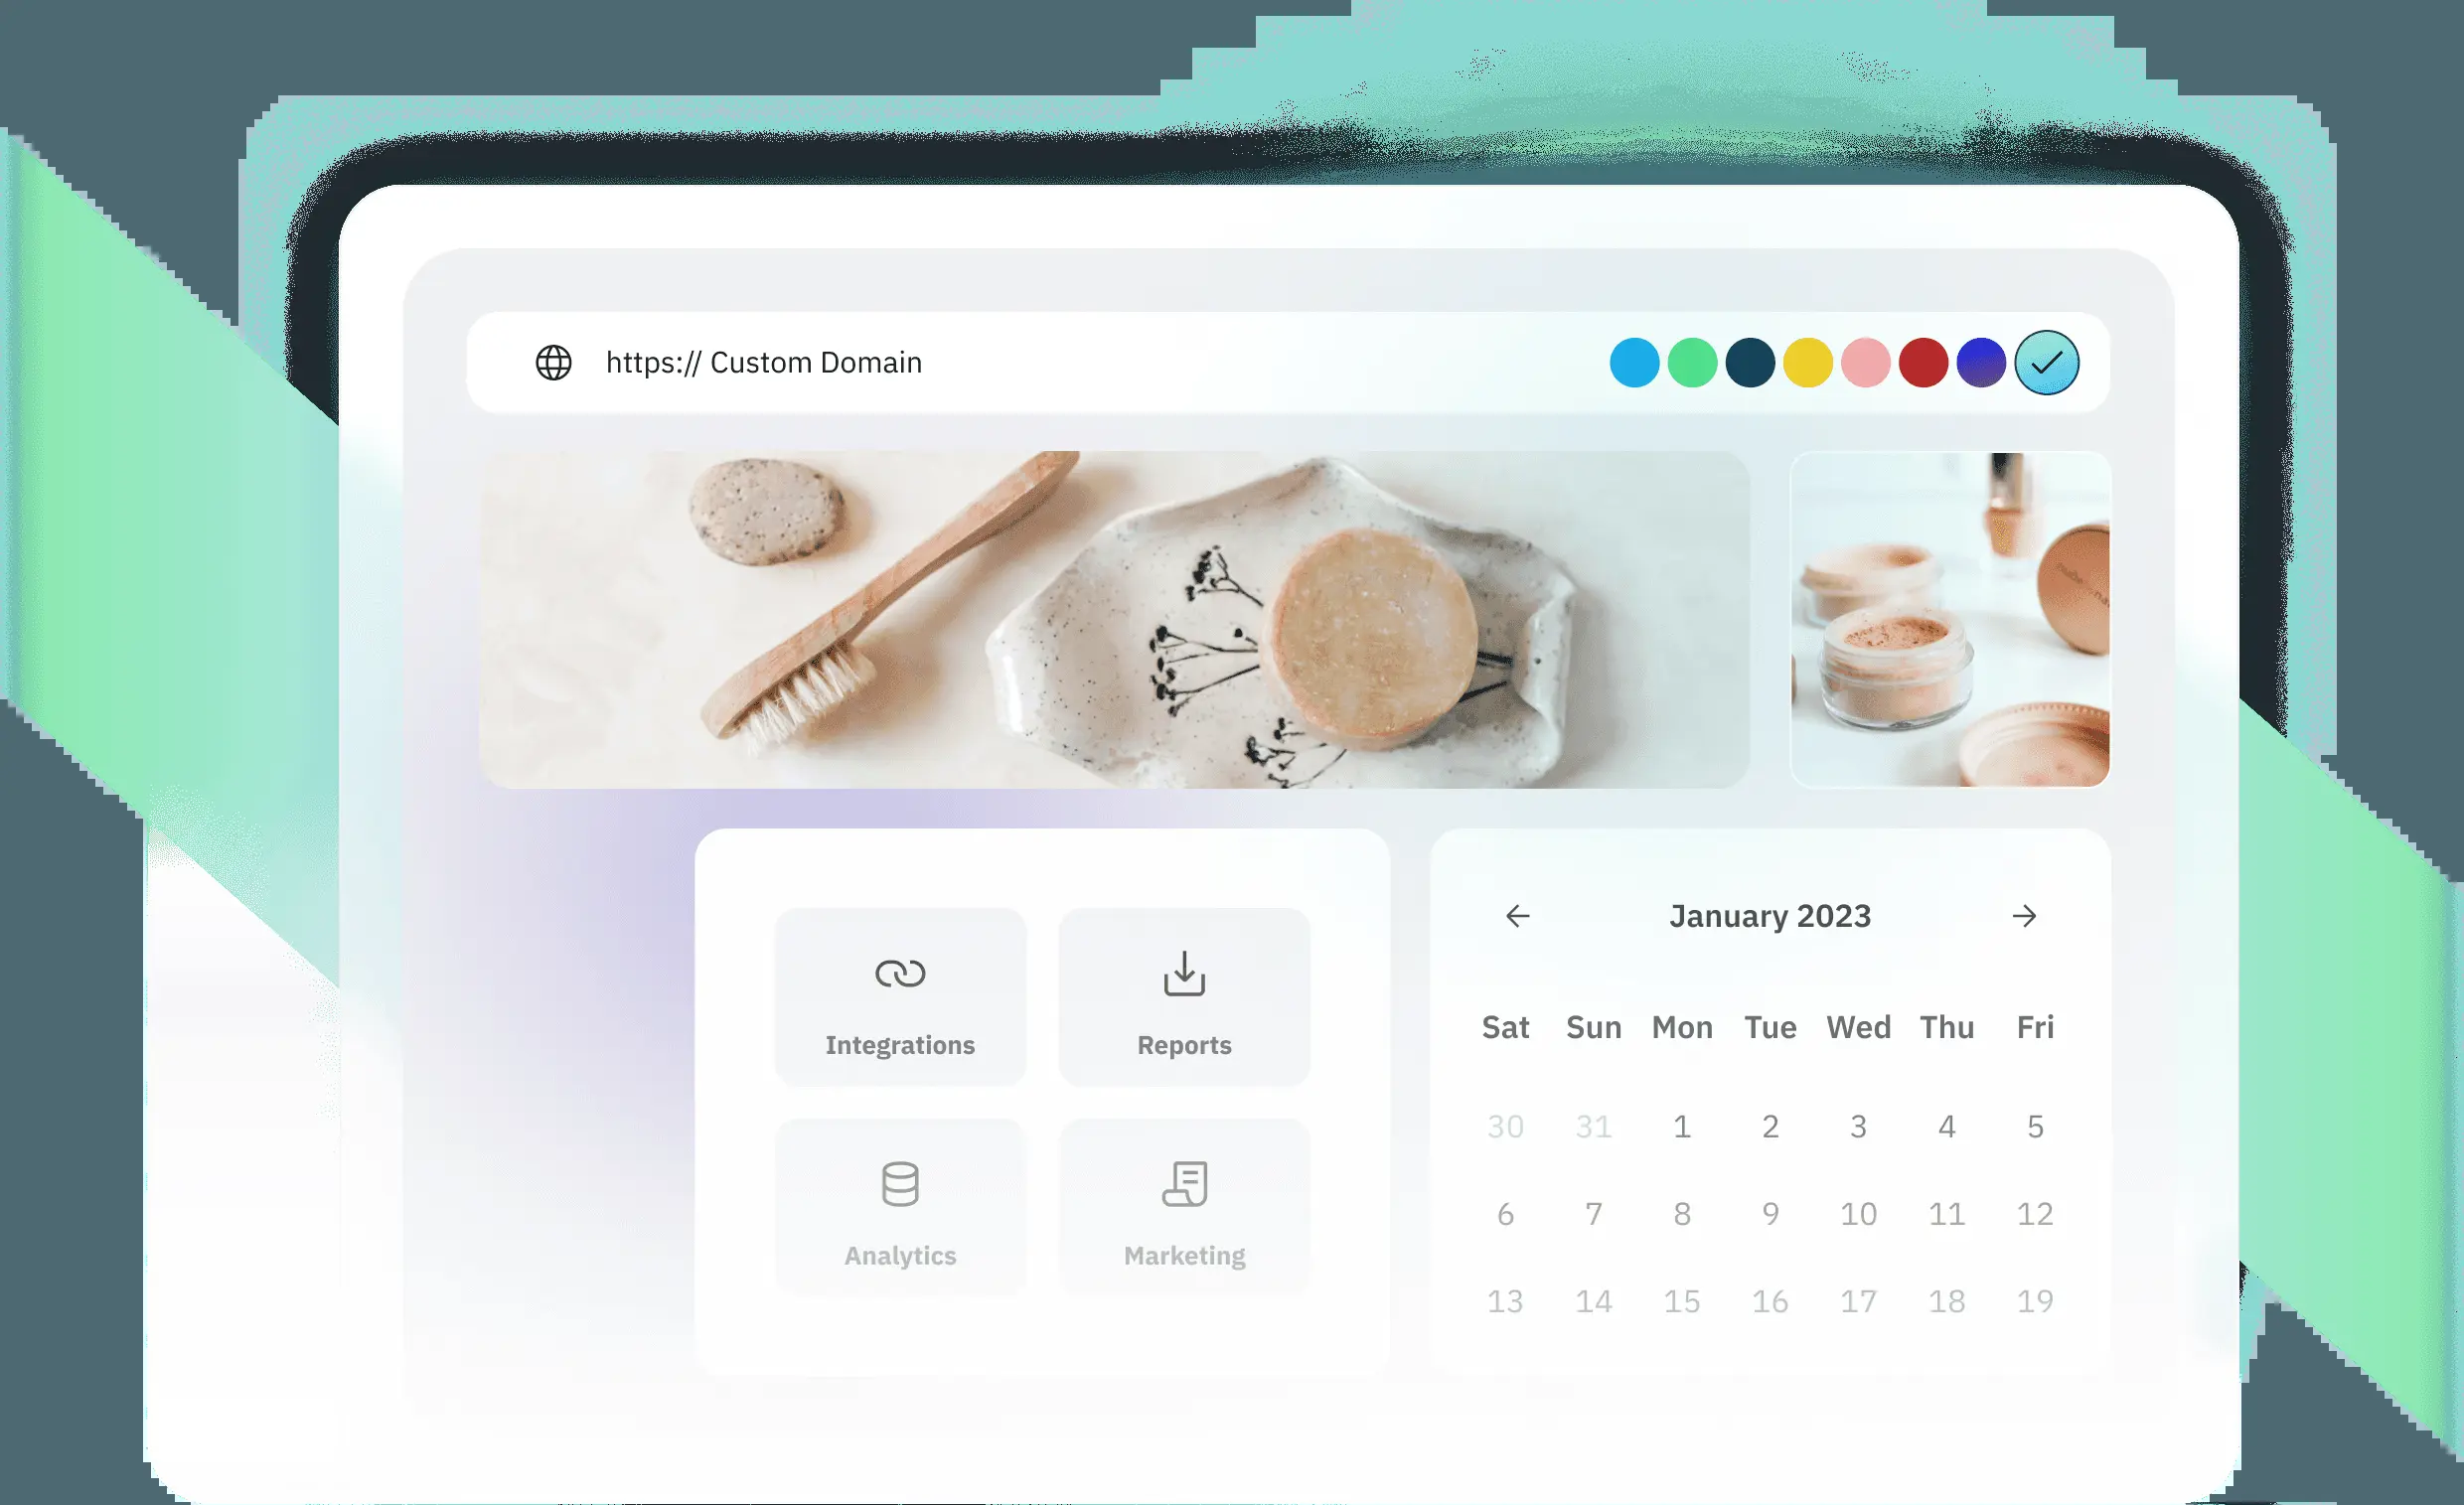 https:// Custom Domain
Integrations
Reports
Analytics
Marketing
January 2023
Sat Sun Mon Tue Wed Thu Fri
30 31 1 2 3 4 5
6 7 8 9 10 11 12
13 14 15 16 17 18 19